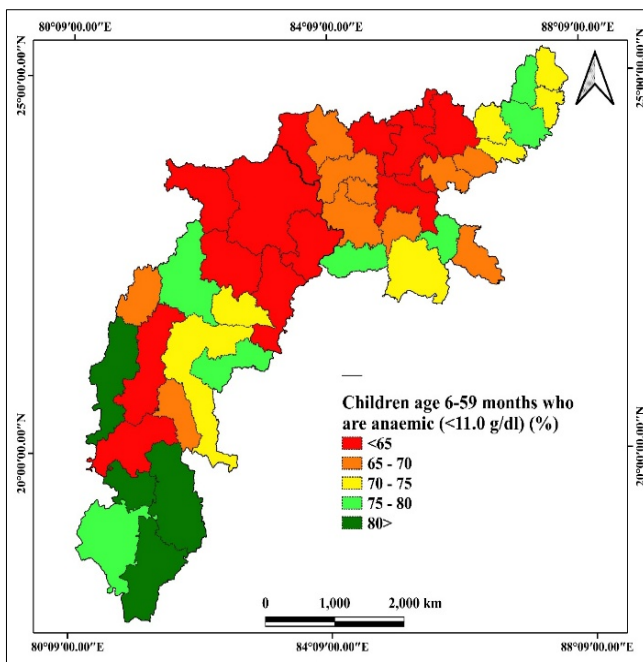 80°09'00.00"E 84°09'00.00"E 88°09'00.00"E
25°00'00.00"N
25°00'00.00"N
20°00'00.00"N
20°00'00.00"N
Children age 6-59 months who
are anaemic (<11.0 g/dl) (%)
<65
65 - 70
70 - 75
75 - 80
80>
0 1,000 2,000 km
80°09'00.00"E 84°09'00.00"E 88°09'00.00"E